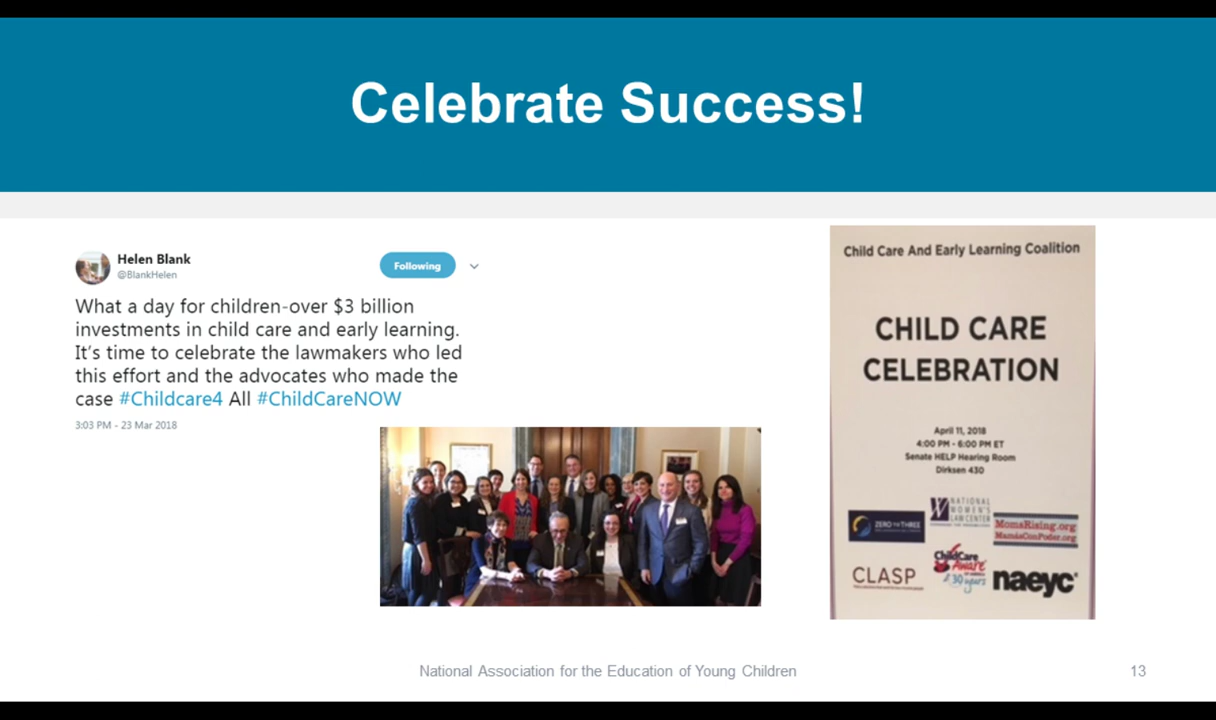 Celebrate Success!
Helen Blank
@BlankHelen
Following
What a day for children-over $3 billion
investments in child care and early learning.
It's time to celebrate the lawmakers who led
this effort and the advocates who made the
case #Childcare4 All #ChildCareNOW
3:03 PM - 23 Mar 2018
Child Care And Early Learning Coalition
CHILD CARE
CELEBRATION
April 11, 2018
4:00 PM - 6:00 PM ET
Senate HELP Hearing Room
Dirksen 430
ZERO TO THREE
NATIONAL
WOMEN'S
LAW CENTER
MomsRising.org
MamásConPoder.org
CLASP
ChildCare
Aware
30 years
naeyc
National Association for the Education of Young Children
13